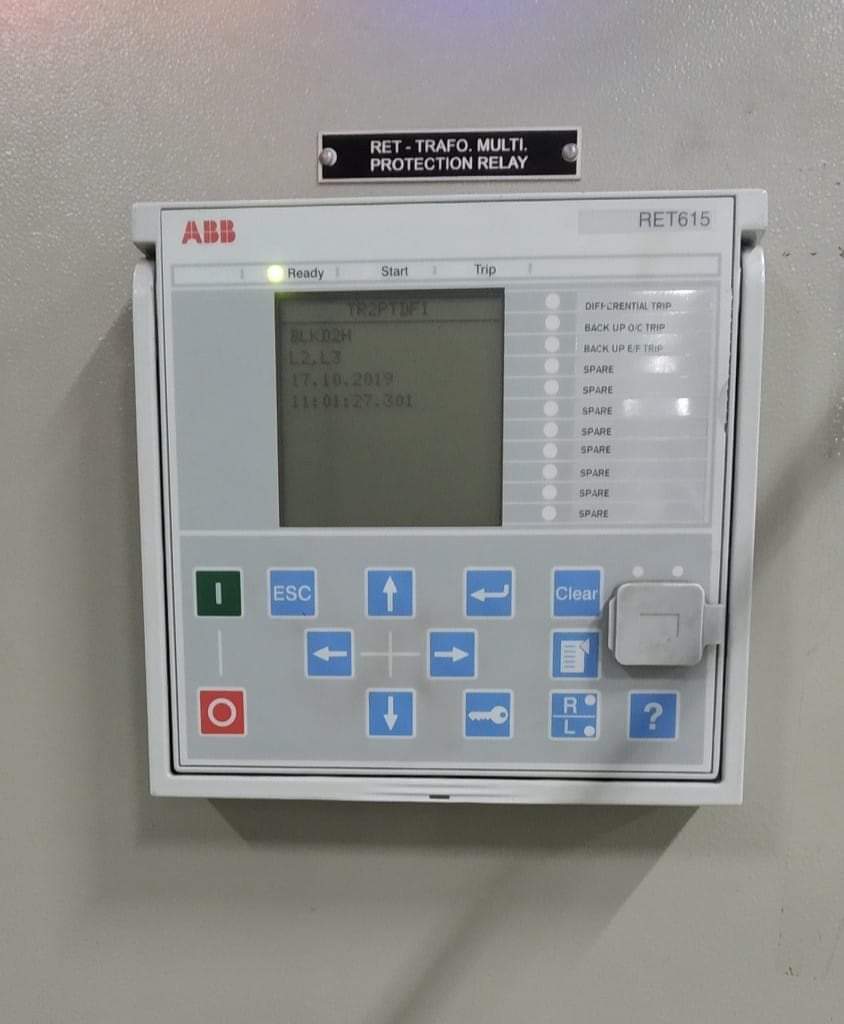 RET - TRAFO. MULTI.
PROTECTION RELAY
ABB
RET615
Ready
Start
Trip
TR2PTDF1
BLKD2H
L2,L3
17.10.2019
11:01:27.301
DIFFERENTIAL TRIP
BACK UP O/C TRIP
BACK UP E/F TRIP
SPARE
SPARE
SPARE
SPARE
SPARE
SPARE
SPARE
SPARE
I
ESC
Clear
O
R
L
?